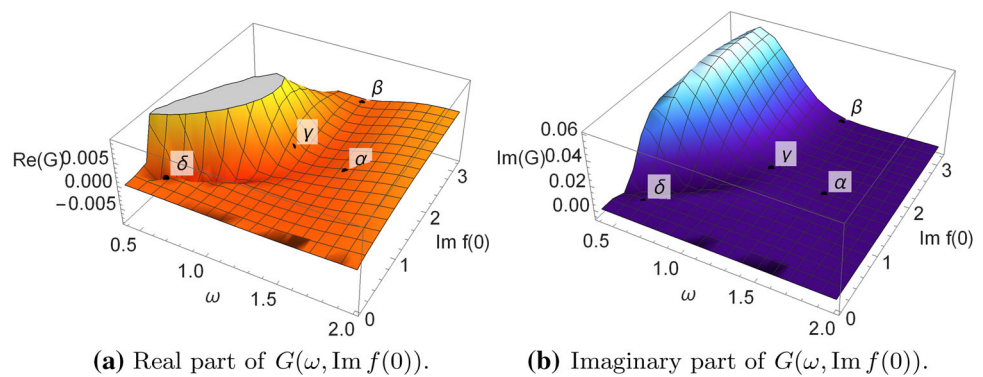 β
γ
α
δ
Re(G)
0.005
0.000
−0.005
0.5
1.0
1.5
2.0
ω
0
1
2
3
Im f(0)
(a) Real part of G(ω, Im f(0)).
β
γ
α
δ
Im(G)
0.06
0.04
0.02
0.00
0.5
1.0
1.5
2.0
ω
0
1
2
3
Im f(0)
(b) Imaginary part of G(ω, Im f(0)).